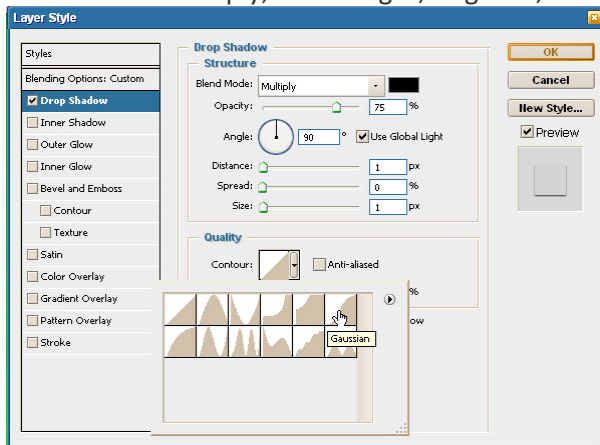 Layer Style
Styles
Blending Options: Custom
Drop Shadow
Inner Shadow
Outer Glow
Inner Glow
Bevel and Emboss
Contour
Texture
Satin
Color Overlay
Gradient Overlay
Pattern Overlay
Stroke
Drop Shadow
Structure
Blend Mode: Multiply
Opacity: 75 %
Angle: 90 ° Use Global Light
Distance: 1 px
Spread: 0 %
Size: 1 px
Quality
Contour: Anti-aliased
%
ow
Gaussian
OK
Cancel
New Style...
Preview